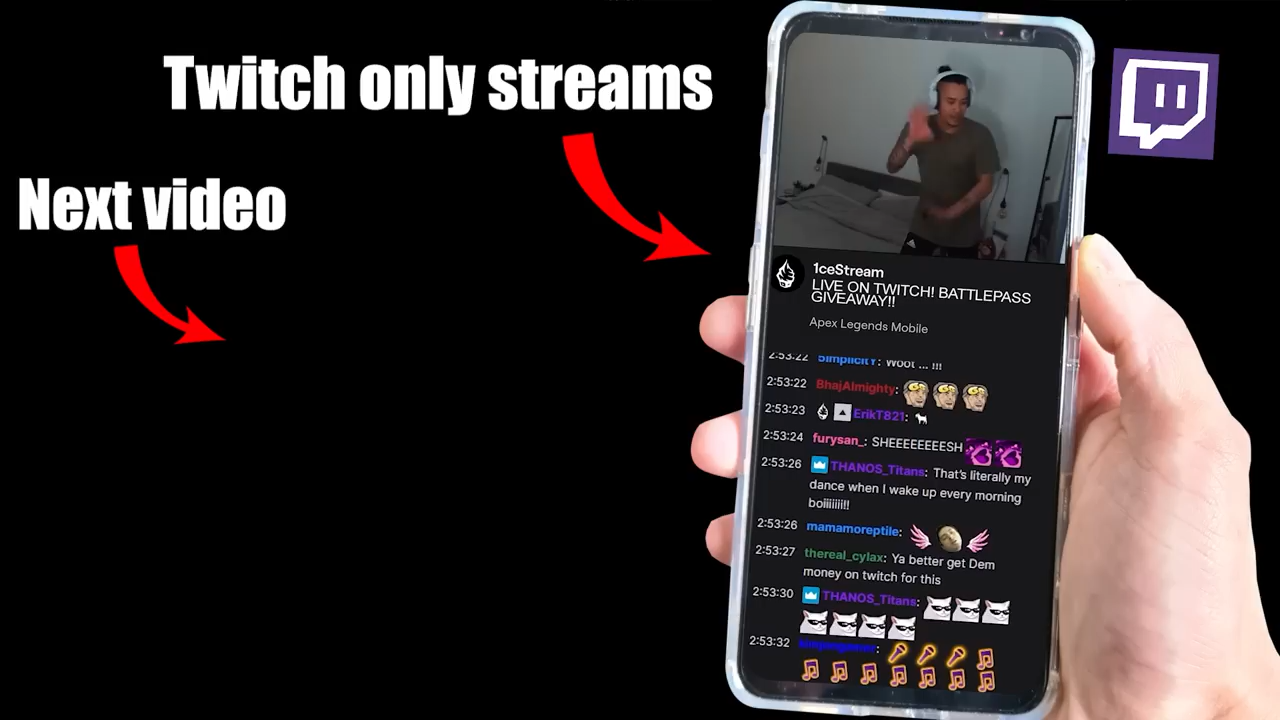 Twitch only streams
Next video
1ceStream
LIVE ON TWITCH! BATTLEPASS
GIVEAWAY!!
Apex Legends Mobile
2:53:22 5implicitY: Woot ... !!!
2:53:22 BhajAlmighty:
2:53:23 ErikT821:
2:53:24 furysan_: SHEEEEEEEESH
2:53:26 THANOS_Titans: That's literally my
dance when I wake up every morning
boiiiiiii!!
2:53:26 mamamoreptile:
2:53:27 thereal_cylax: Ya better get Dem
money on twitch for this
2:53:30 THANOS_Titans:
2:53:32